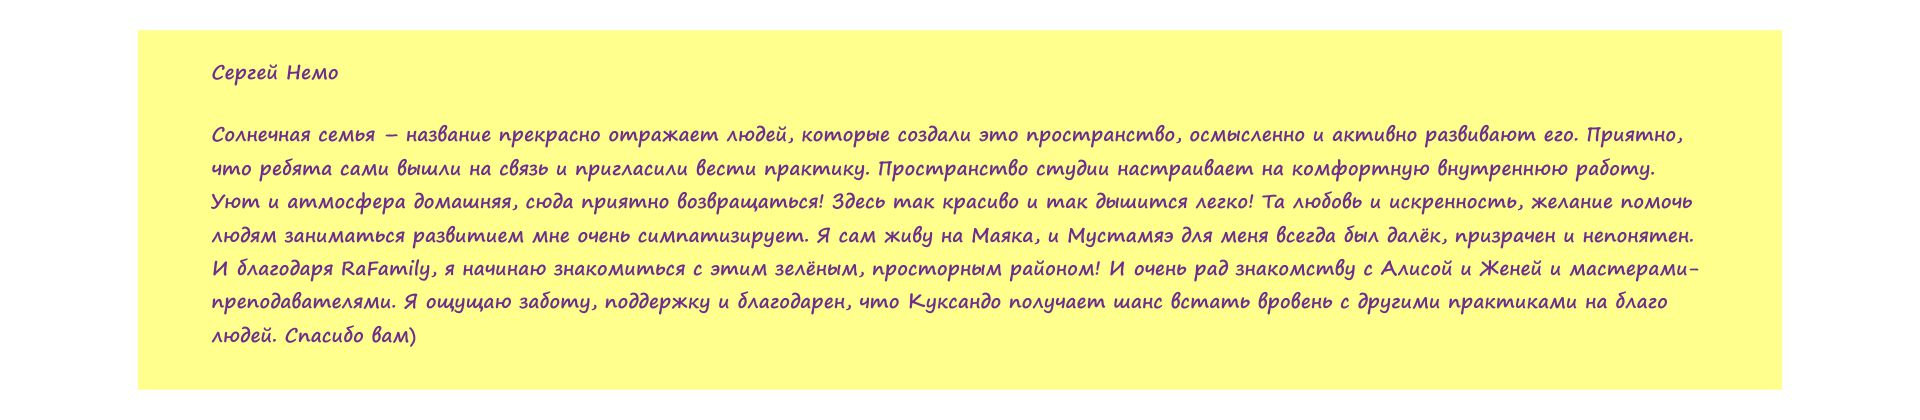 Сергей Немо
Солнечная семья – название прекрасно отражает людей, которые создали это пространство, осмысленно и активно развивают его. Приятно,
что ребята сами вышли на связь и пригласили вести практику. Пространство студии настраивает на комфортную внутреннюю работу.
Уют и атмосфера домашняя, сюда приятно возвращаться! Здесь так красиво и так дышится легко! Та любовь и искренность, желание помочь
людям заниматься развитием мне очень симпатизирует. Я сам живу на Маяка, и Мустамяэ для меня всегда был далёк, призрачен и непонятен.
И благодаря RaFamily, я начинаю знакомиться с этим зелёным, просторным районом! И очень рад знакомству с Алисой и Женей и мастерами-
преподавателями. Я ощущаю заботу, поддержку и благодарен, что Куксандо получает шанс встать вровень с другими практиками на благо
людей. Спасибо вам)